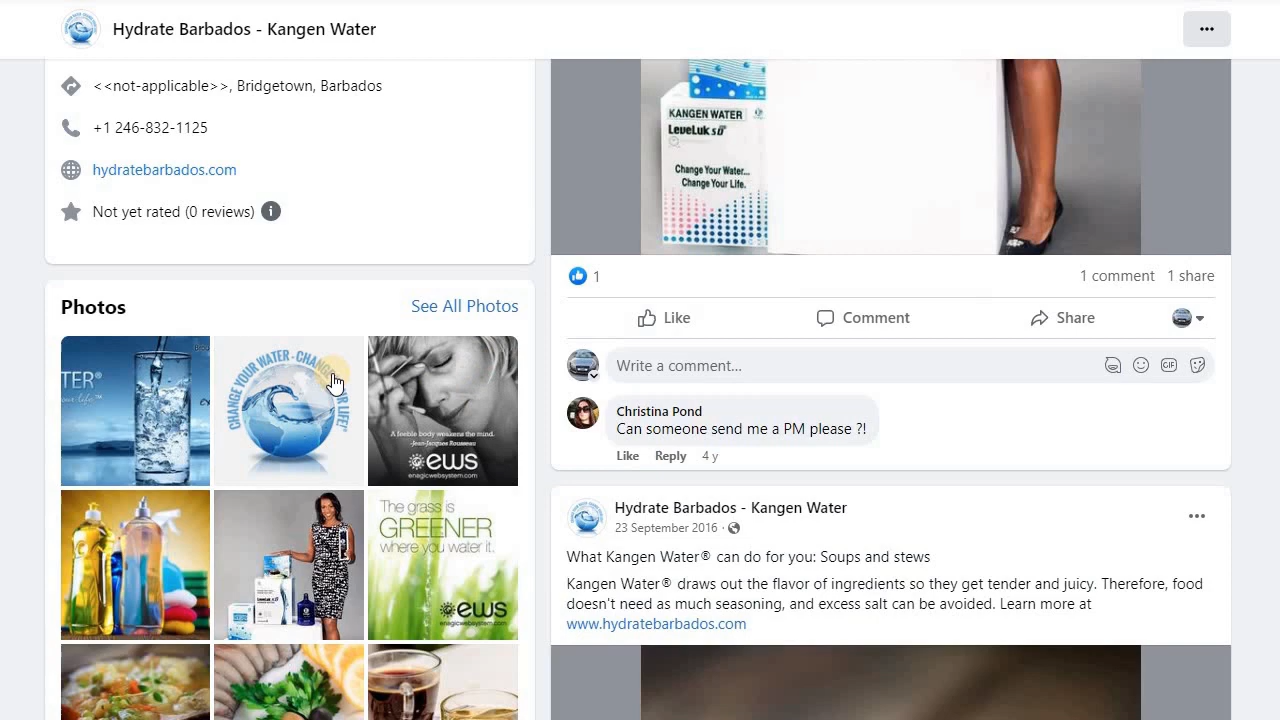 Hydrate Barbados - Kangen Water
<<not-applicable>>, Bridgetown, Barbados
+1 246-832-1125
hydratebarbados.com
Not yet rated (0 reviews)
Photos
See All Photos
TER®
CHANGE YOUR WATER - CHANGE YOUR LIFE!
A feeble body weakens the mind.
-Jean-Jacques Rousseau
ews
enagicwebsystem.com
The grass is
GREENER
where you water it.
ews
enagicwebsystem.com
KANGEN WATER
LeveLuk SD
Change Your Water...
Change Your Life.
1
1 comment
1 share
Like
Comment
Share
Write a comment...
GIF
Christina Pond
Can someone send me a PM please ?!
Like
Reply
4 y
Hydrate Barbados - Kangen Water
23 September 2016 ·
What Kangen Water® can do for you: Soups and stews
Kangen Water® draws out the flavor of ingredients so they get tender and juicy. Therefore, food
doesn't need as much seasoning, and excess salt can be avoided. Learn more at
www.hydratebarbados.com